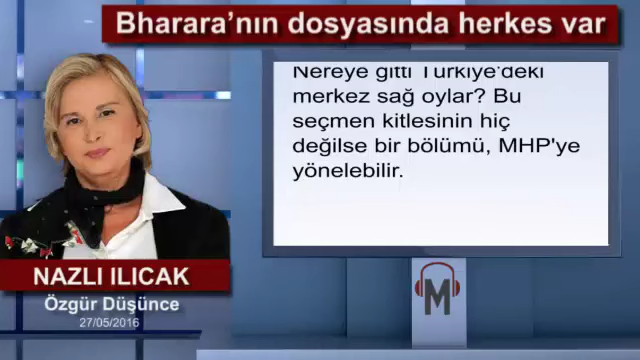 Bharara'nın dosyasında herkes var
Nereye gitti Türkiye'deki
merkez sağ oylar? Bu
seçmen kitlesinin hiç
değilse bir bölümü, MHP'ye
yönelebilir.
NAZLI ILICAK
Özgür Düşünce
27/05/2016
M